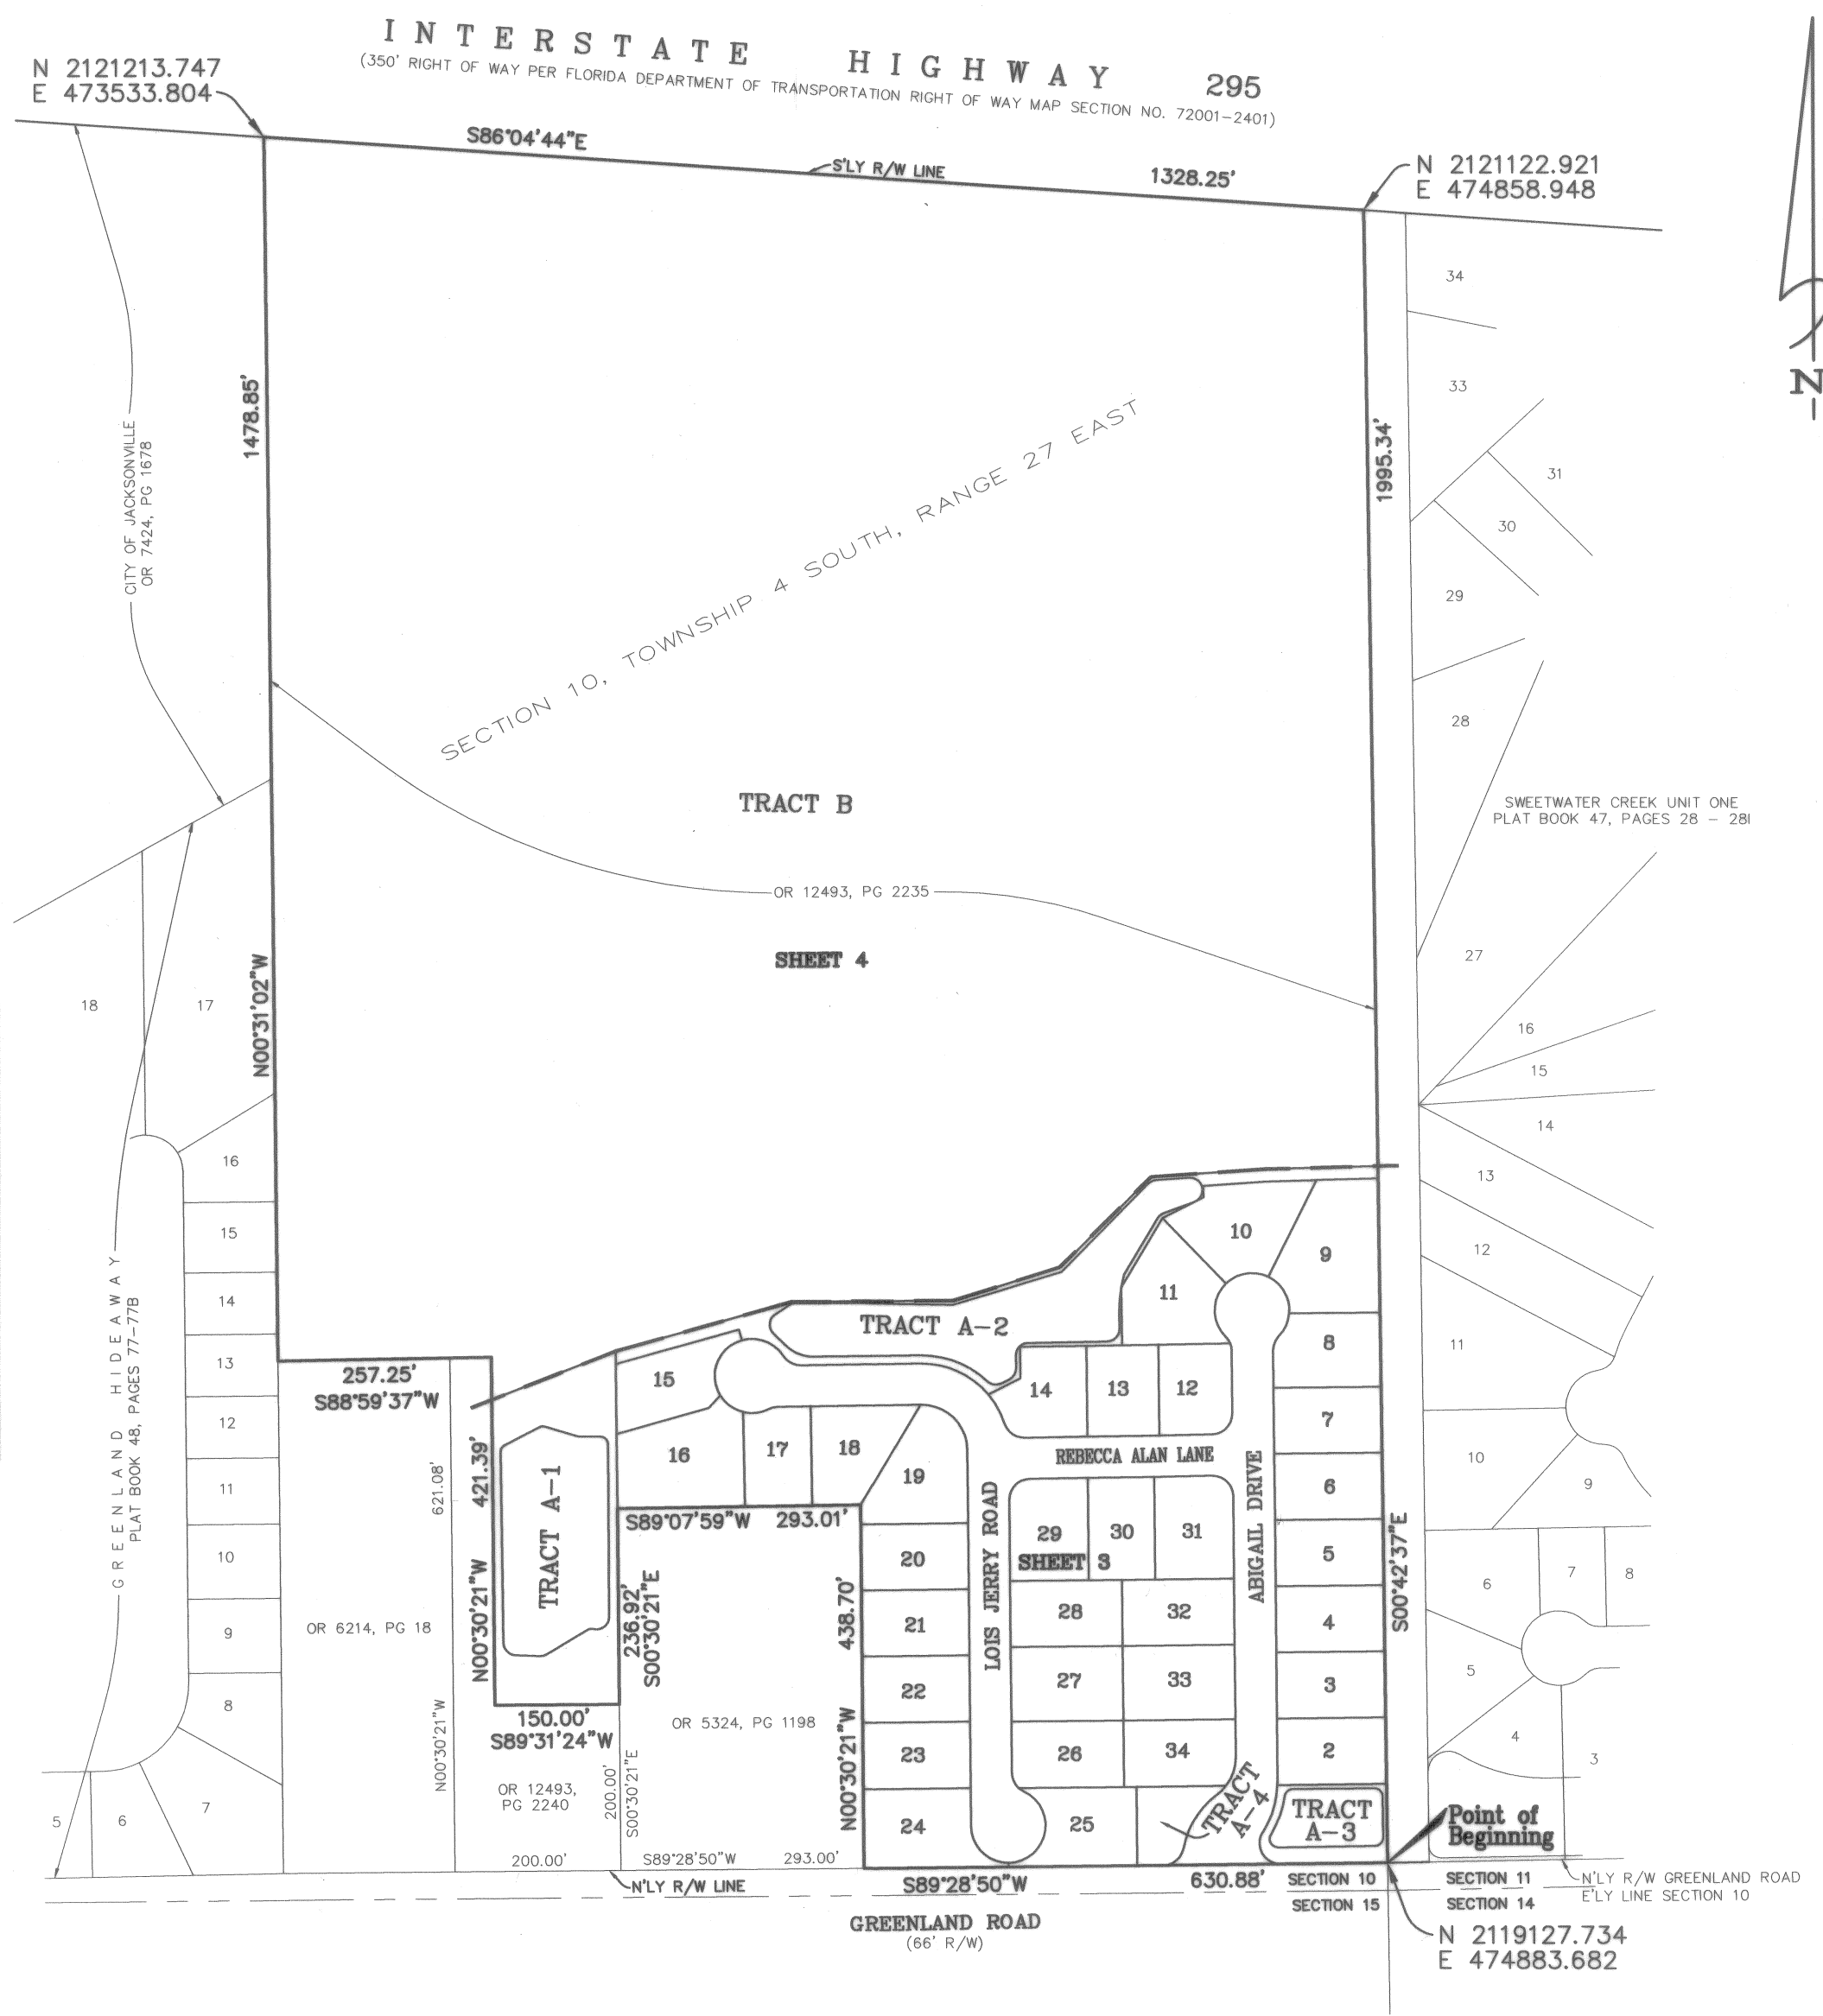 INTERSTATE HIGHWAY 295
(350' RIGHT OF WAY PER FLORIDA DEPARTMENT OF TRANSPORTATION RIGHT OF WAY MAP SECTION NO. 72001-2401)
N 2121213.747
E 473533.804
S86°04'44"E
S'LY R/W LINE
1328.25'
N 2121122.921
E 474858.948
N
1478.85'
N00°31'02"W
CITY OF JACKSONVILLE
OR 7424, PG 1678
SECTION 10, TOWNSHIP 4 SOUTH, RANGE 27 EAST
1995.34'
34
33
31
30
29
28
27
16
15
14
13
12
11
10
9
8
7
6
5
4
3
SWEETWATER CREEK UNIT ONE
PLAT BOOK 47, PAGES 28 - 28I
TRACT B
OR 12493, PG 2235
SHEET 4
18
17
16
15
14
13
12
11
10
9
8
7
6
5
GREENLAND HIDEAWAY
PLAT BOOK 48, PAGES 77-77B
257.25'
S88°59'37"W
621.08'
N00°30'21"W
OR 6214, PG 18
421.39'
N00°30'21"W
TRACT A-1
150.00'
S89°31'24"W
OR 12493,
PG 2240
200.00'
S00°30'21"E
236.92'
S00°30'21"E
S89°07'59"W 293.01'
OR 5324, PG 1198
438.70'
N00°30'21"W
TRACT A-2
10
9
11
8
15
14
13
12
7
16
17
18
19
REBECCA ALAN LANE
6
29
30
31
SHEET 3
5
20
28
32
4
21
27
33
3
22
26
34
2
23
25
24
LOIS JERRY ROAD
ABIGAIL DRIVE
S00°42'37"E
TRACT
A-4
TRACT
A-3
Point of
Beginning
200.00'
S89°28'50"W 293.00'
N'LY R/W LINE
S89°28'50"W
630.88'
SECTION 10
SECTION 11
SECTION 15
SECTION 14
N'LY R/W GREENLAND ROAD
E'LY LINE SECTION 10
GREENLAND ROAD
(66' R/W)
N 2119127.734
E 474883.682